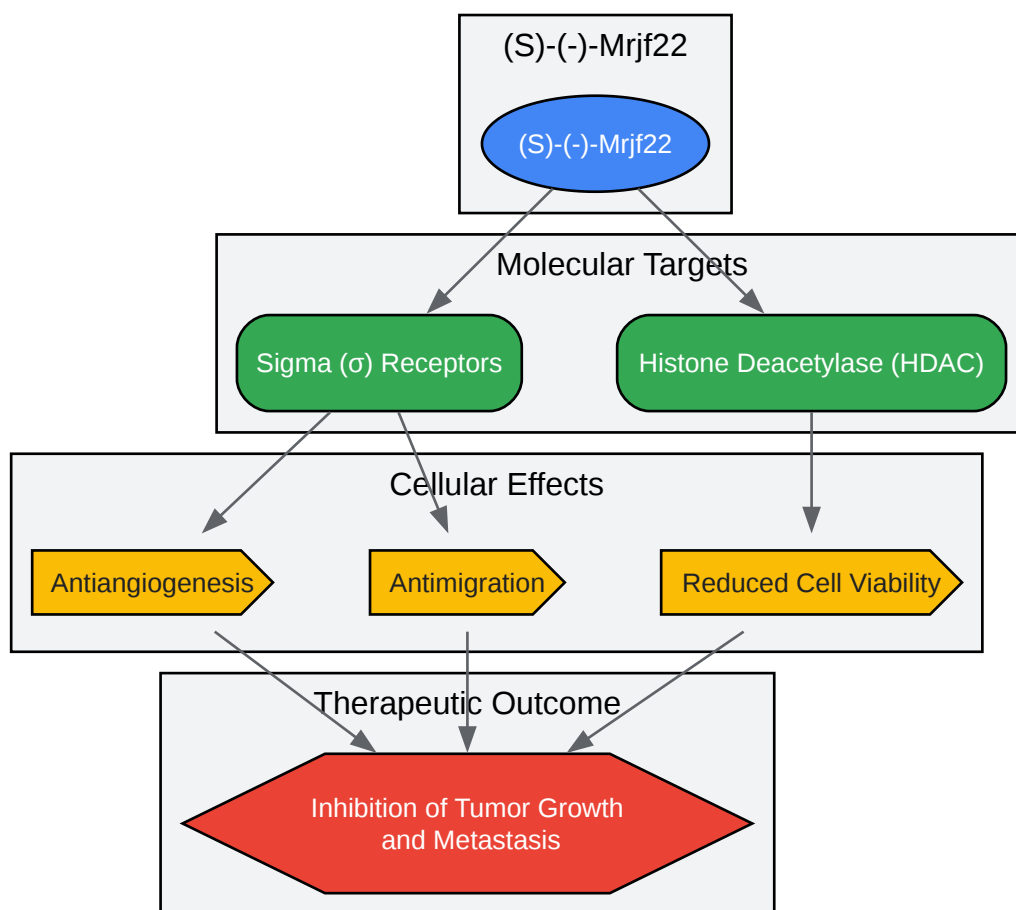 (S)-(-)-Mrjf22
(S)-(-)-Mrjf22
Molecular Targets
Sigma (σ) Receptors
Histone Deacetylase (HDAC)
Cellular Effects
Antiangiogenesis
Antimigration
Reduced Cell Viability
Therapeutic Outcome
Inhibition of Tumor Growth
and Metastasis